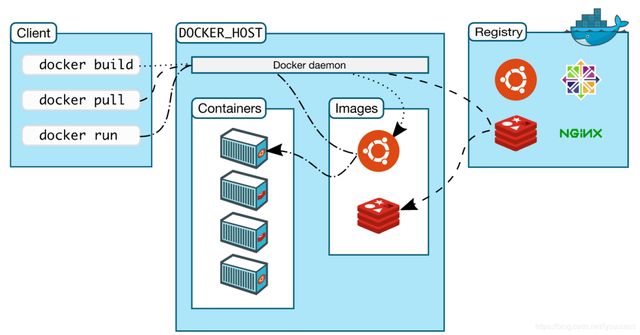 Client
docker build
docker pull
docker run
DOCKER_HOST
Docker daemon
Containers
Images
Registry
NGiNX